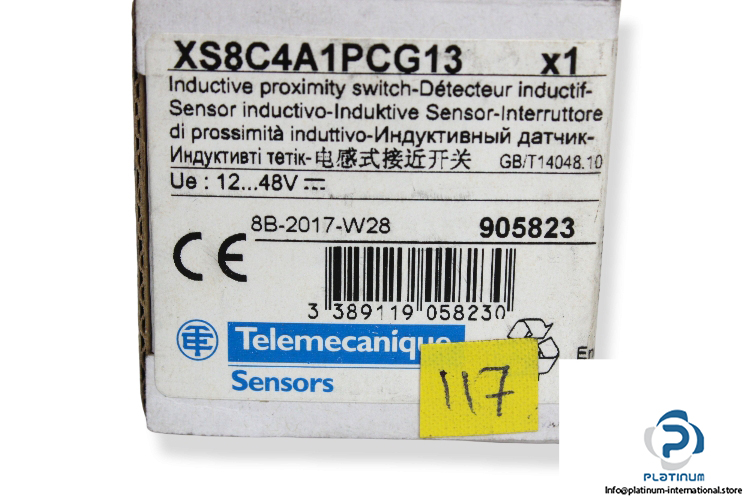 XS8C4A1PCG13 x1
Inductive proximity switch-Détecteur inductif-
Sensor inductivo-Induktive Sensor-Interruttore
di prossimità induttivo-Индуктивный датчик-
Индуктивті тетік-电感式接近开关 GB/T14048.10
Ue : 12...48V
8B-2017-W28 905823
CE
3 389119 058230
Telemecanique
Sensors
117
PLATINUM
Info@platinum-international.store